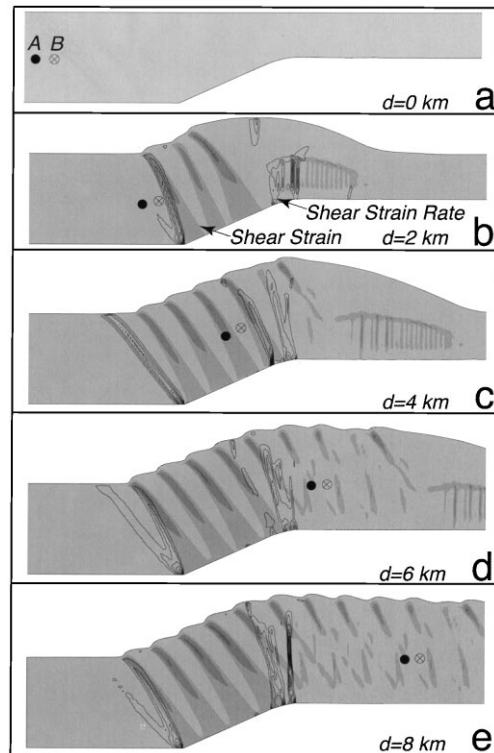 A B
d=0 km a
Shear Strain Rate
Shear Strain
d=2 km b
d=4 km c
d=6 km d
d=8 km e